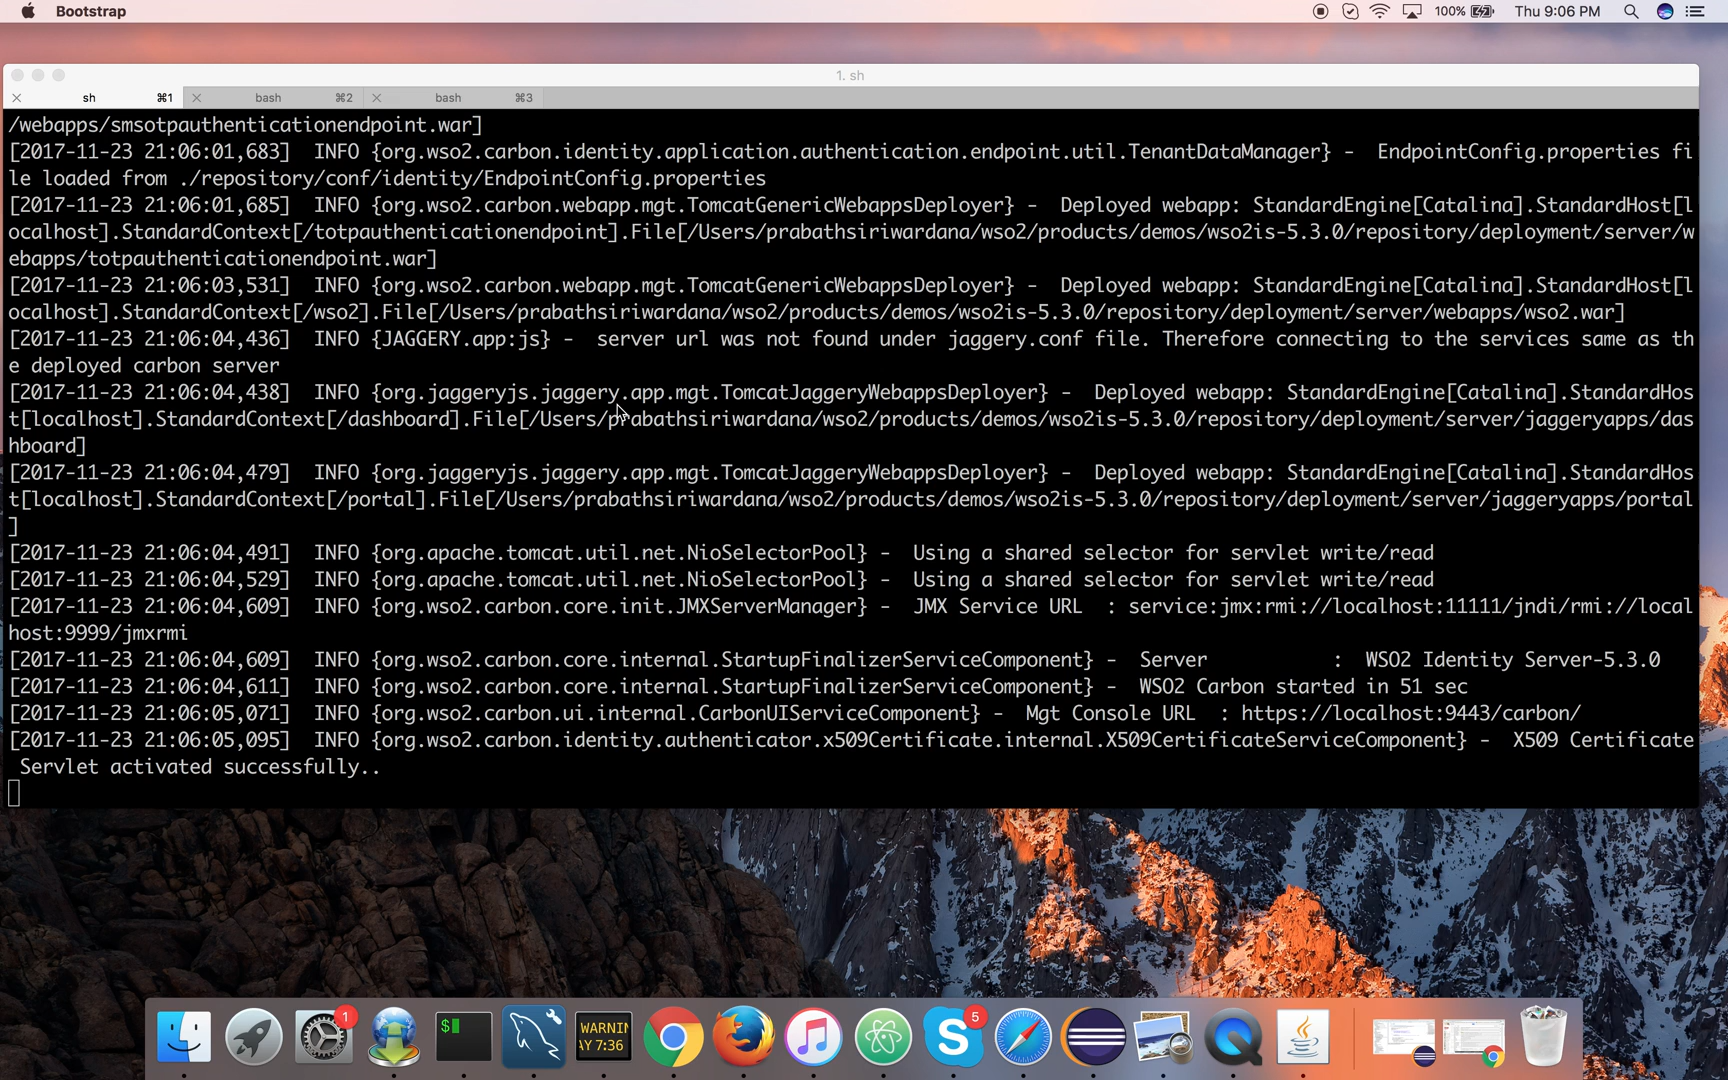 Bootstrap
100%
Thu 9:06 PM
1. sh
sh ⌘1
bash ⌘2
bash ⌘3
/webapps/smsotpauthenticationendpoint.war]
[2017-11-23 21:06:01,683]  INFO {org.wso2.carbon.identity.application.authentication.endpoint.util.TenantDataManager} -  EndpointConfig.properties fi
le loaded from ./repository/conf/identity/EndpointConfig.properties
[2017-11-23 21:06:01,685]  INFO {org.wso2.carbon.webapp.mgt.TomcatGenericWebappsDeployer} -  Deployed webapp: StandardEngine[Catalina].StandardHost[l
ocalhost].StandardContext[/totpauthenticationendpoint].File[/Users/prabathsiriwardana/wso2/products/demos/wso2is-5.3.0/repository/deployment/server/w
ebapps/totpauthenticationendpoint.war]
[2017-11-23 21:06:03,531]  INFO {org.wso2.carbon.webapp.mgt.TomcatGenericWebappsDeployer} -  Deployed webapp: StandardEngine[Catalina].StandardHost[l
ocalhost].StandardContext[/wso2].File[/Users/prabathsiriwardana/wso2/products/demos/wso2is-5.3.0/repository/deployment/server/webapps/wso2.war]
[2017-11-23 21:06:04,436]  INFO {JAGGERY.app:js} -  server url was not found under jaggery.conf file. Therefore connecting to the services same as th
e deployed carbon server
[2017-11-23 21:06:04,438]  INFO {org.jaggeryjs.jaggery.app.mgt.TomcatJaggeryWebappsDeployer} -  Deployed webapp: StandardEngine[Catalina].StandardHos
t[localhost].StandardContext[/dashboard].File[/Users/prabathsiriwardana/wso2/products/demos/wso2is-5.3.0/repository/deployment/server/jaggeryapps/das
hboard]
[2017-11-23 21:06:04,479]  INFO {org.jaggeryjs.jaggery.app.mgt.TomcatJaggeryWebappsDeployer} -  Deployed webapp: StandardEngine[Catalina].StandardHos
t[localhost].StandardContext[/portal].File[/Users/prabathsiriwardana/wso2/products/demos/wso2is-5.3.0/repository/deployment/server/jaggeryapps/portal
]
[2017-11-23 21:06:04,491]  INFO {org.apache.tomcat.util.net.NioSelectorPool} -  Using a shared selector for servlet write/read
[2017-11-23 21:06:04,529]  INFO {org.apache.tomcat.util.net.NioSelectorPool} -  Using a shared selector for servlet write/read
[2017-11-23 21:06:04,609]  INFO {org.wso2.carbon.core.init.JMXServerManager} -  JMX Service URL  : service:jmx:rmi://localhost:11111/jndi/rmi://local
host:9999/jmxrmi
[2017-11-23 21:06:04,609]  INFO {org.wso2.carbon.core.internal.StartupFinalizerServiceComponent} -  Server           :  WSO2 Identity Server-5.3.0
[2017-11-23 21:06:04,611]  INFO {org.wso2.carbon.core.internal.StartupFinalizerServiceComponent} -  WSO2 Carbon started in 51 sec
[2017-11-23 21:06:05,071]  INFO {org.wso2.carbon.ui.internal.CarbonUIServiceComponent} -  Mgt Console URL  : https://localhost:9443/carbon/
[2017-11-23 21:06:05,095]  INFO {org.wso2.carbon.identity.authenticator.x509Certificate.internal.X509CertificateServiceComponent} -  X509 Certificate
 Servlet activated successfully..
1
$
WARNIN
AY 7:36
S
5